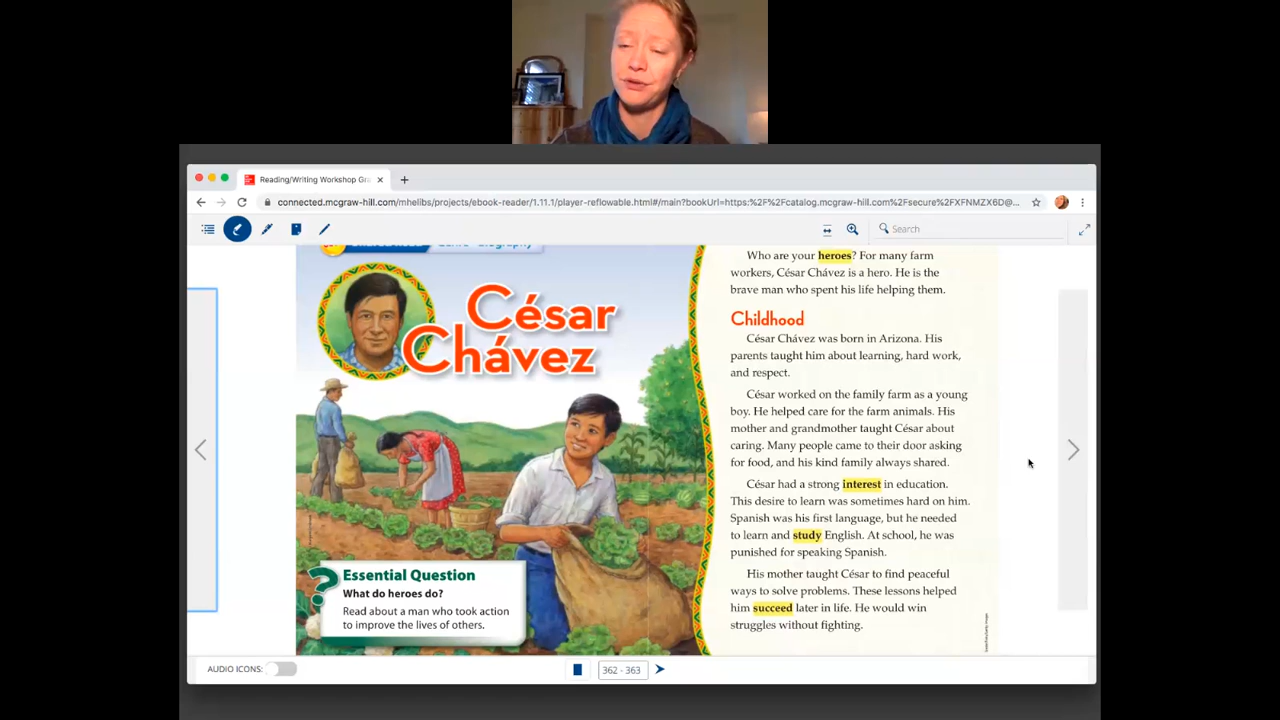 Reading/Writing Workshop Gra
connected.mcgraw-hill.com/mhelibs/projects/ebook-reader/1.11.1/player-reflowable.html#/main?bookUrl=https:%2F%2Fcatalog.mcgraw-hill.com%2Fsecure%2FXFNMZX6D@...
Search
César
Chávez
Essential Question
What do heroes do?
Read about a man who took action
to improve the lives of others.
Who are your heroes? For many farm
workers, César Chávez is a hero. He is the
brave man who spent his life helping them.
Childhood
César Chávez was born in Arizona. His
parents taught him about learning, hard work,
and respect.
César worked on the family farm as a young
boy. He helped care for the farm animals. His
mother and grandmother taught César about
caring. Many people came to their door asking
for food, and his kind family always shared.
César had a strong interest in education.
This desire to learn was sometimes hard on him.
Spanish was his first language, but he needed
to learn and study English. At school, he was
punished for speaking Spanish.
His mother taught César to find peaceful
ways to solve problems. These lessons helped
him succeed later in life. He would win
struggles without fighting.
AUDIO ICONS:
362 - 363